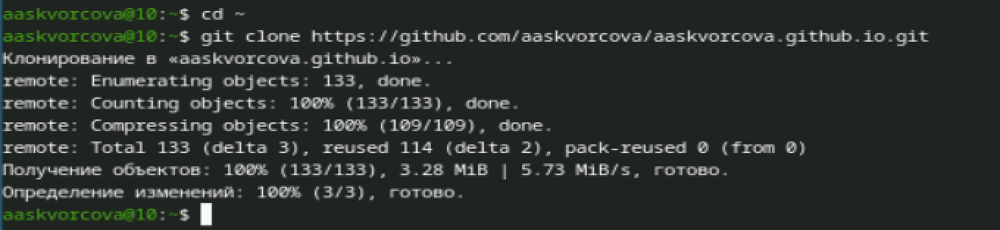 aaskvorcova@10:~$ cd ~
aaskvorcova@10:~$ git clone https://github.com/aaskvorcova/aaskvorcova.github.io.git
Клонирование в «aaskvorcova.github.io»...
remote: Enumerating objects: 133, done.
remote: Counting objects: 100% (133/133), done.
remote: Compressing objects: 100% (109/109), done.
remote: Total 133 (delta 3), reused 114 (delta 2), pack-reused 0 (from 0)
Получение объектов: 100% (133/133), 3.28 MiB | 5.73 MiB/s, готово.
Определение изменений: 100% (3/3), готово.
aaskvorcova@10:~$